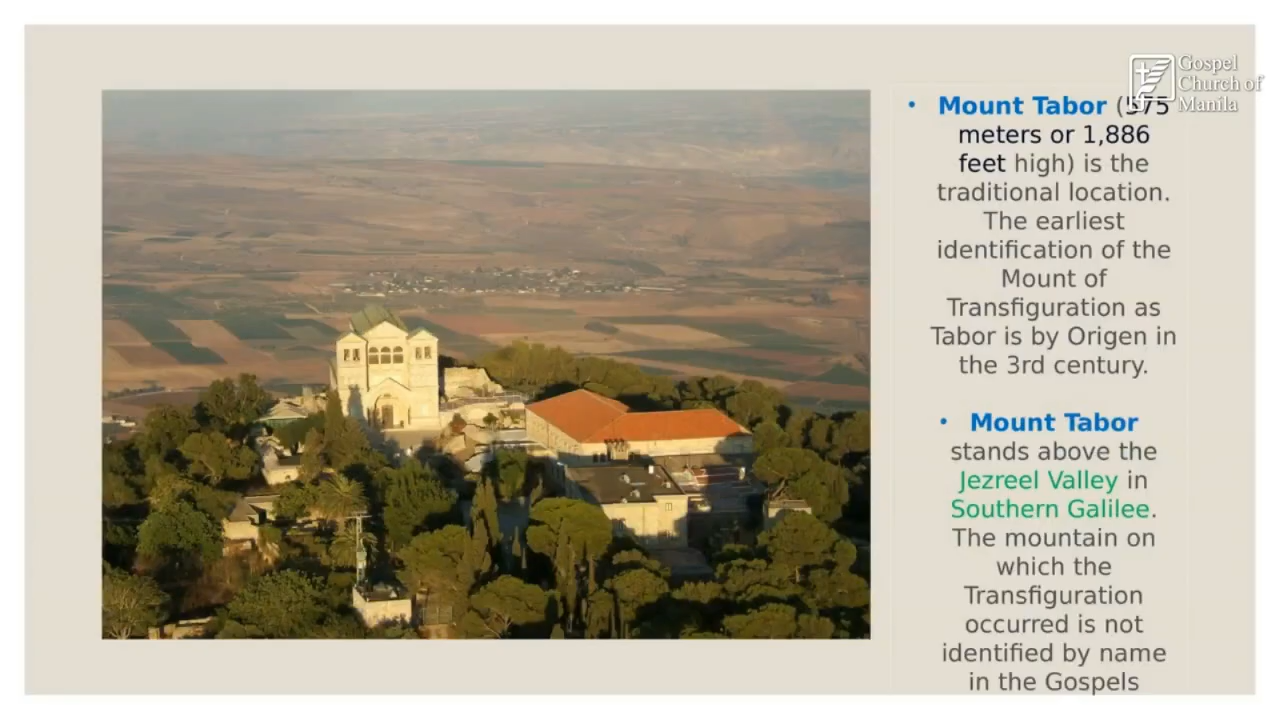 Gospel
Church of
Manila
• Mount Tabor (575
meters or 1,886
feet high) is the
traditional location.
The earliest
identification of the
Mount of
Transfiguration as
Tabor is by Origen in
the 3rd century.
• Mount Tabor
stands above the
Jezreel Valley in
Southern Galilee.
The mountain on
which the
Transfiguration
occurred is not
identified by name
in the Gospels